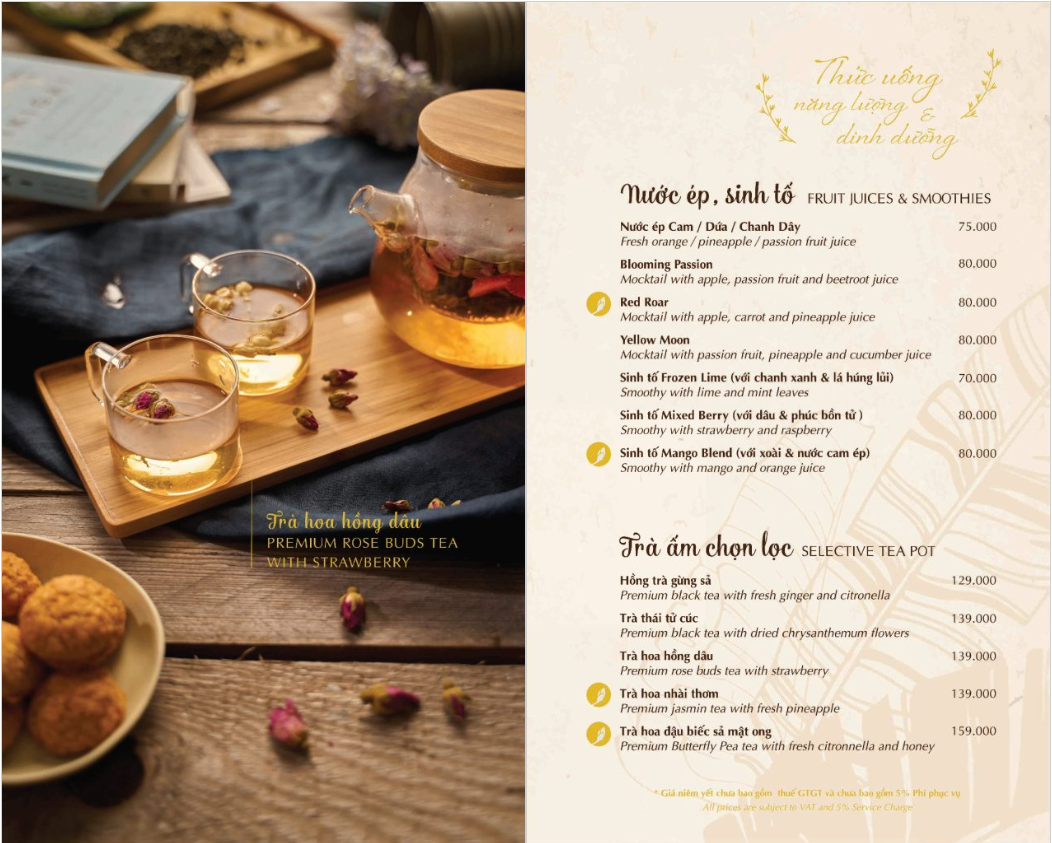 Trà hoa hồng dâu
PREMIUM ROSE BUDS TEA
WITH STRAWBERRY
Thức uống
năng lượng &
dinh dưỡng
Nước ép, sinh tố FRUIT JUICES & SMOOTHIES
Nước ép Cam / Dứa / Chanh Dây 75.000
Fresh orange / pineapple / passion fruit juice
Blooming Passion 80.000
Mocktail with apple, passion fruit and beetroot juice
Red Roar 80.000
Mocktail with apple, carrot and pineapple juice
Yellow Moon 80.000
Mocktail with passion fruit, pineapple and cucumber juice
Sinh tố Frozen Lime (với chanh xanh & lá húng lủi) 70.000
Smoothy with lime and mint leaves
Sinh tố Mixed Berry (với dâu & phúc bồn tử ) 80.000
Smoothy with strawberry and raspberry
Sinh tố Mango Blend (với xoài & nước cam ép) 80.000
Smoothy with mango and orange juice
Trà ấm chọn lọc SELECTIVE TEA POT
Hồng trà gừng sả 129.000
Premium black tea with fresh ginger and citronella
Trà thái tử cúc 139.000
Premium black tea with dried chrysanthemum flowers
Trà hoa hồng dâu 139.000
Premium rose buds tea with strawberry
Trà hoa nhài thơm 139.000
Premium jasmin tea with fresh pineapple
Trà hoa đậu biếc sả mật ong 159.000
Premium Butterfly Pea tea with fresh citronnella and honey
* Giá niêm yết chưa bao gồm thuế GTGT và chưa bao gồm 5% Phí phục vụ
All prices are subject to VAT and 5% Service Charge